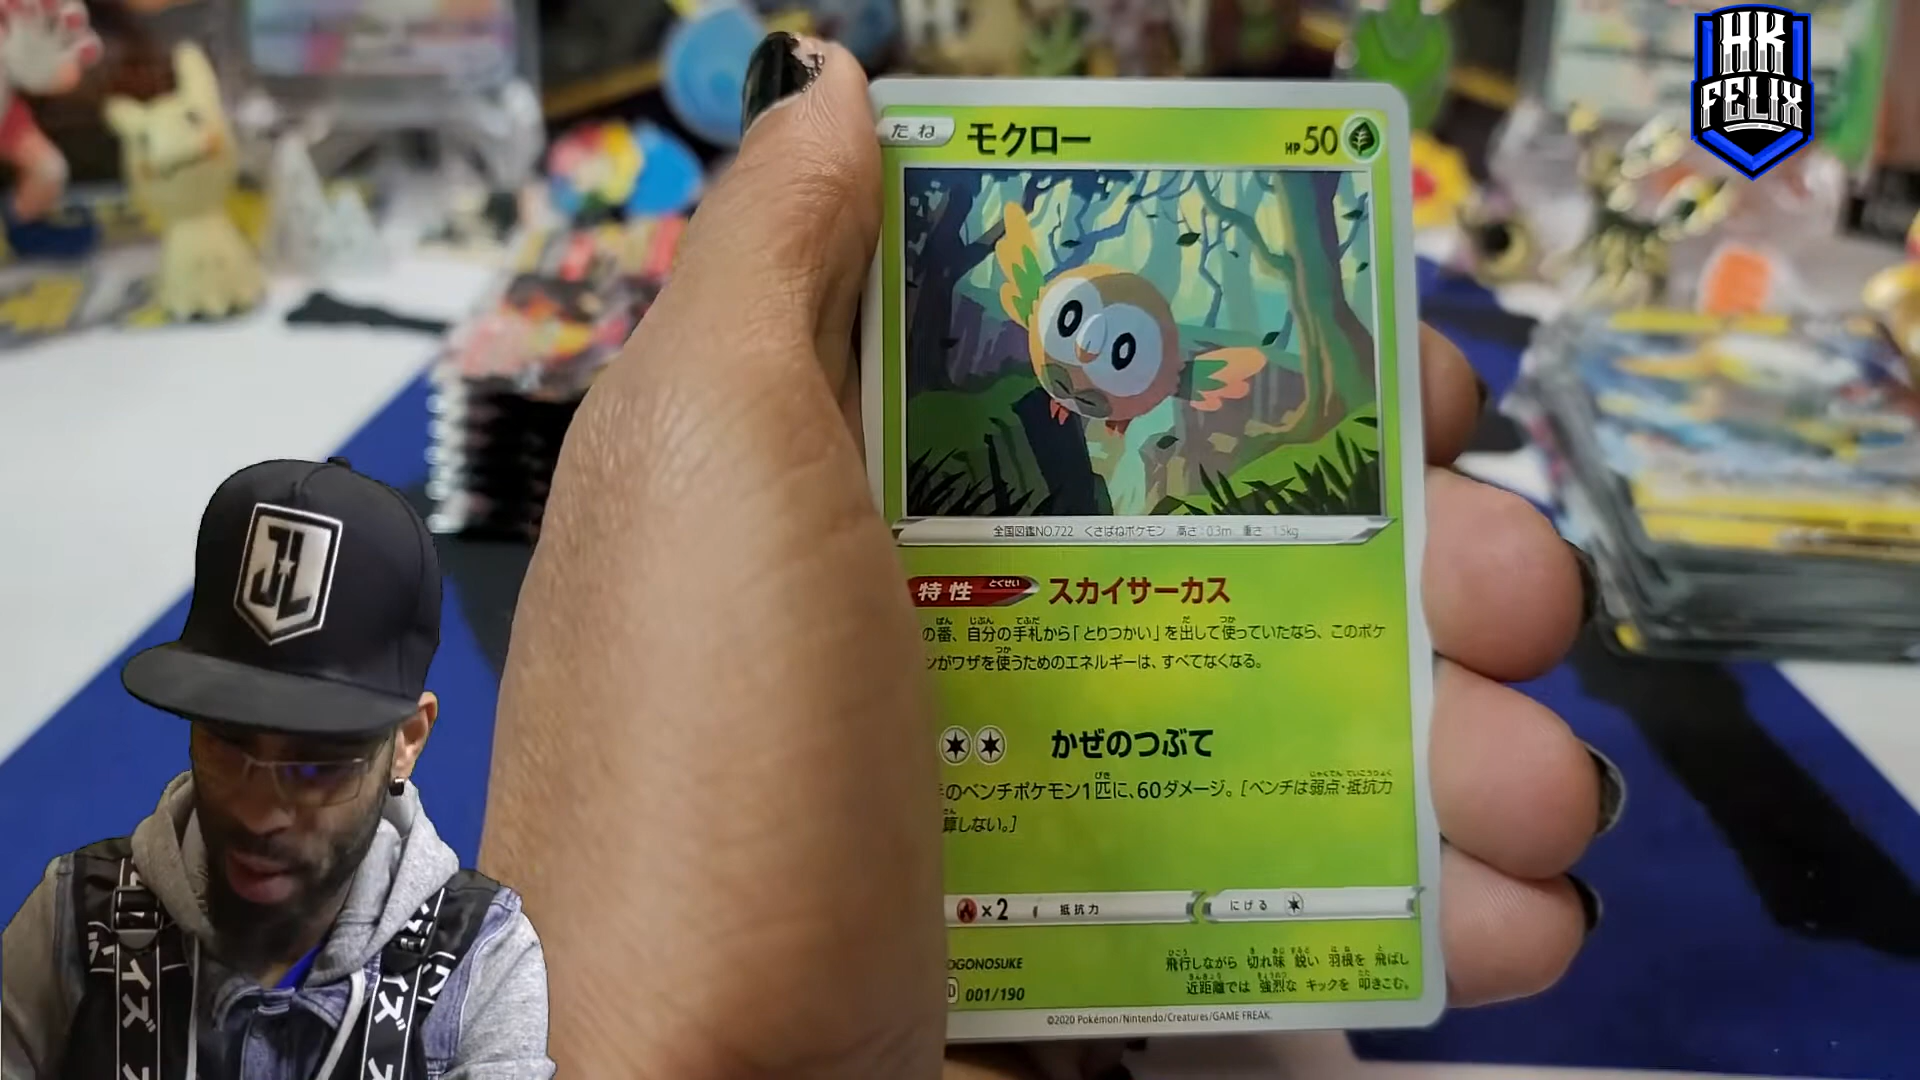 HK
FELIX
たね モクロー HP50
全国図鑑NO.722 くさばねポケモン 高さ:0.3m 重さ:1.5kg
特性 とくせい スカイサーカス
の番、自分の手札から「とりつかい」を出して使っていたなら、このポケ
ンがワザを使うためのエネルギーは、すべてなくなる。
かぜのつぶて
のベンチポケモン1匹に、60ダメージ。[ベンチは弱点・抵抗力
算しない。]
×2 抵抗力 にげる
OGONOSUKE
飛行しながら 切れ味 鋭い 羽根を 飛ばし
近距離では 強烈な キックを 叩きこむ。
D 001/190
©2020 Pokémon/Nintendo/Creatures/GAME FREAK.
JL
イズ
イズ